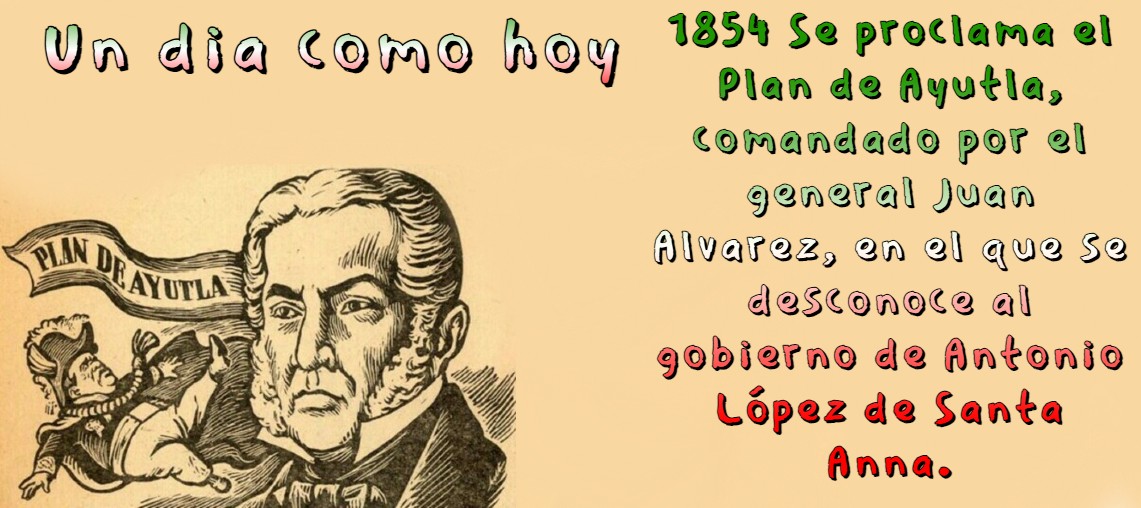 Un dia como hoy
1854 Se proclama el
Plan de Ayutla,
comandado por el
general Juan
Alvarez, en el que se
desconoce al
gobierno de Antonio
López de Santa
Anna.
PLAN DE AYUTLA